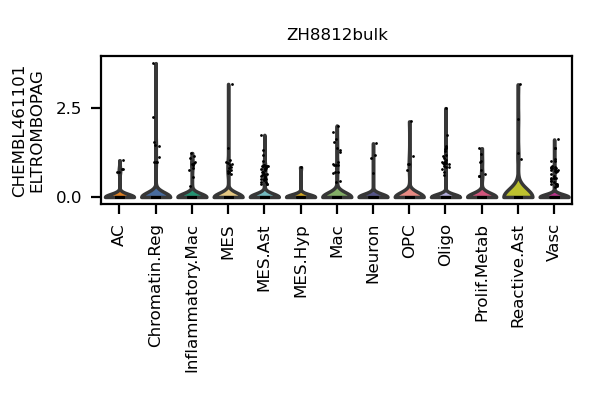 ZH8812bulk
CHEMBL461101
ELTROMBOPAG
2.5
0.0
AC
Chromatin.Reg
Inflammatory.Mac
MES
MES.Ast
MES.Hyp
Mac
Neuron
OPC
Oligo
Prolif.Metab
Reactive.Ast
Vasc